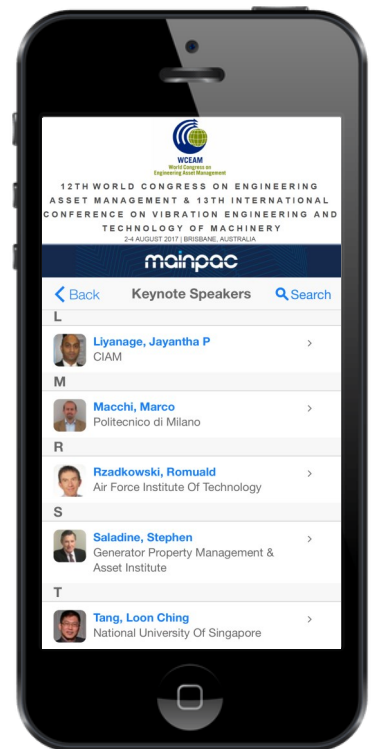 WCEAM
World Congress on
Engineering Asset Management
12TH WORLD CONGRESS ON ENGINEERING
ASSET MANAGEMENT & 13TH INTERNATIONAL
CONFERENCE ON VIBRATION ENGINEERING AND
TECHNOLOGY OF MACHINERY
2-4 AUGUST 2017 | BRISBANE, AUSTRALIA
mainpac
Back Keynote Speakers Search
L
Liyanage, Jayantha P
CIAM
M
Macchi, Marco
Politecnico di Milano
R
Rzadkowski, Romuald
Air Force Institute Of Technology
S
Saladine, Stephen
Generator Property Management &
Asset Institute
T
Tang, Loon Ching
National University Of Singapore